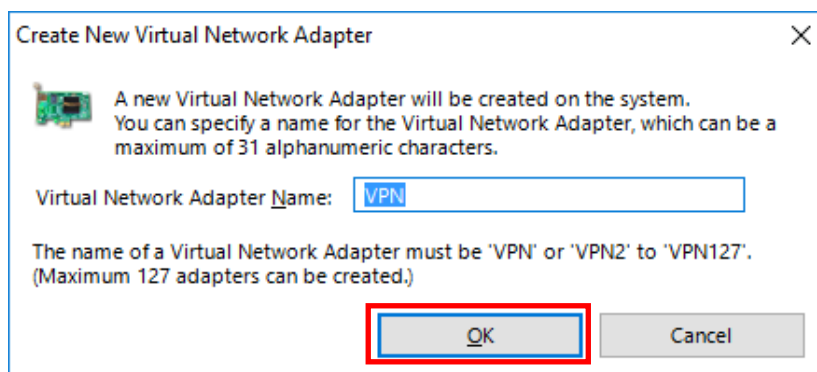 Create New Virtual Network Adapter
A new Virtual Network Adapter will be created on the system.
You can specify a name for the Virtual Network Adapter, which can be a
maximum of 31 alphanumeric characters.
Virtual Network Adapter Name: VPN
The name of a Virtual Network Adapter must be 'VPN' or 'VPN2' to 'VPN127'.
(Maximum 127 adapters can be created.)
OK Cancel